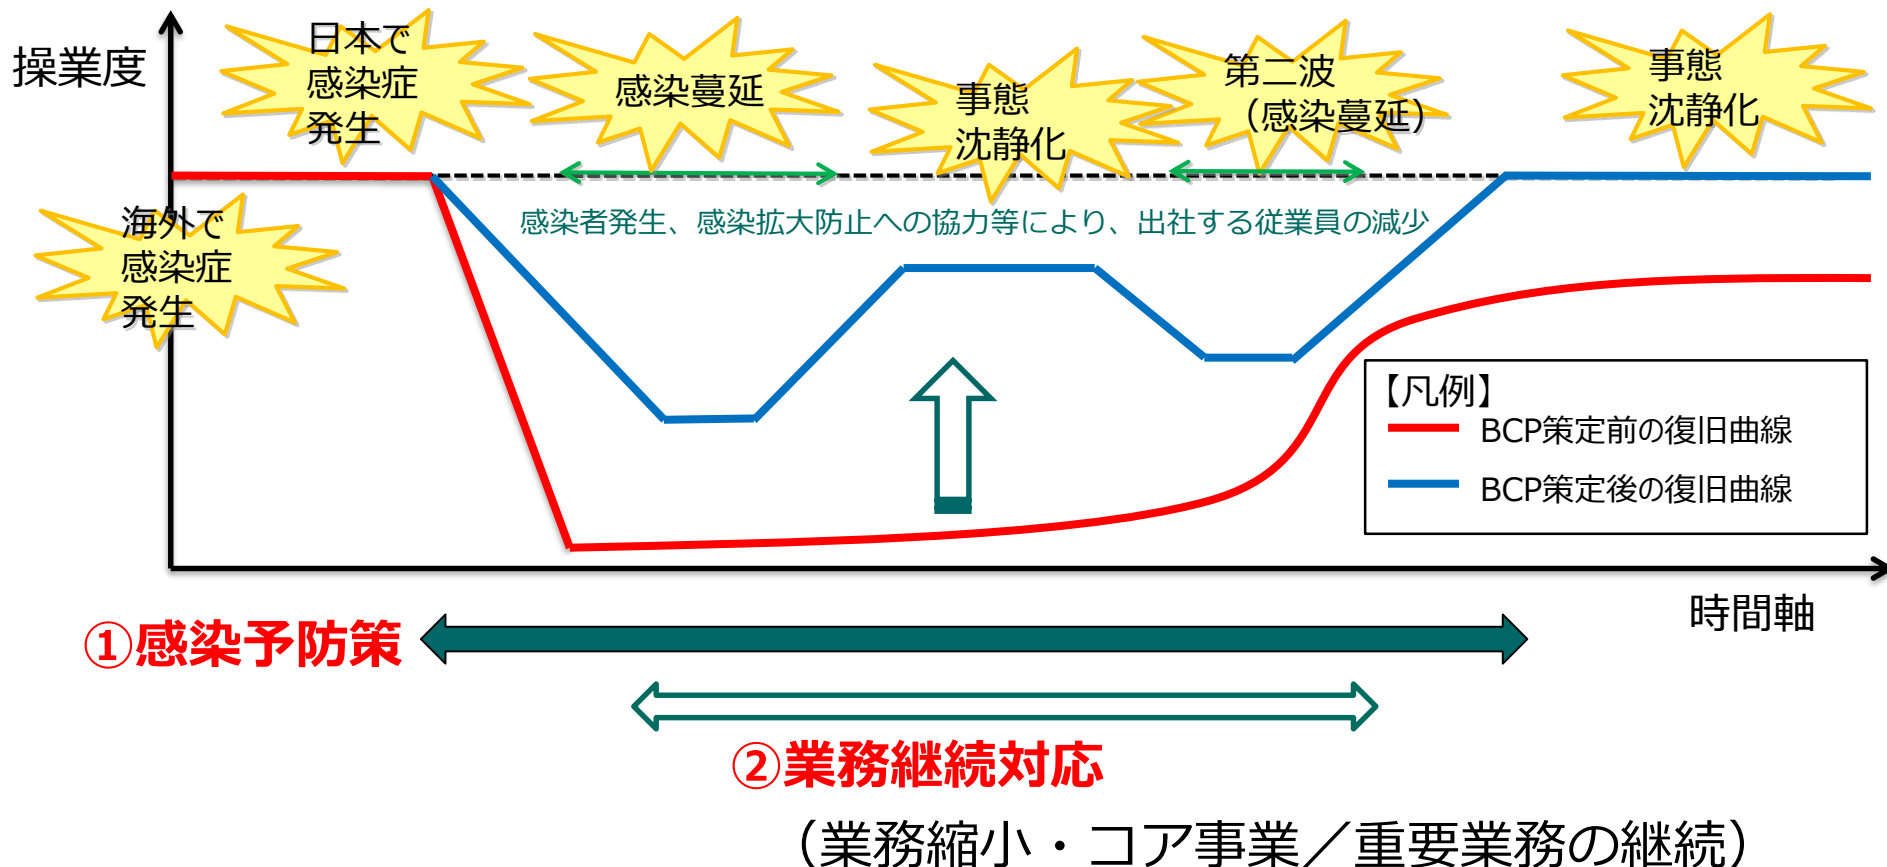 操業度
日本で
感染症
発生
感染蔓延
事態
沈静化
第二波
（感染蔓延）
事態
沈静化
海外で
感染症
発生
感染者発生、感染拡大防止への協力等により、出社する従業員の減少
【凡例】
BCP策定前の復旧曲線
BCP策定後の復旧曲線
時間軸
①感染予防策
②業務継続対応
（業務縮小・コア事業／重要業務の継続）